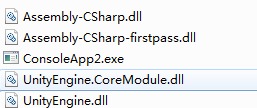 Assembly-CSharp.dll
Assembly-CSharp-firstpass.dll
ConsoleApp2.exe
UnityEngine.CoreModule.dll
UnityEngine.dll